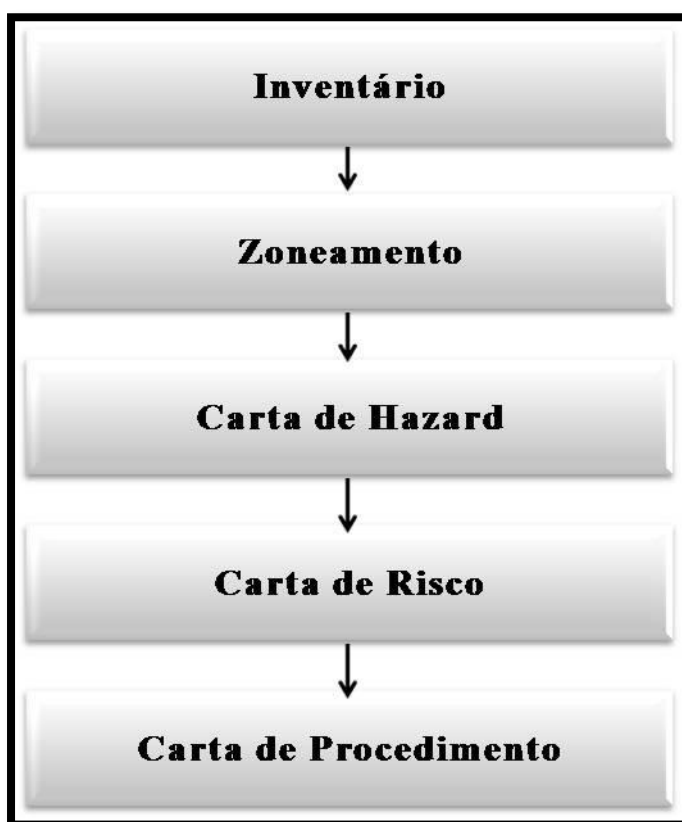 Inventário
Zoneamento
Carta de Hazard
Carta de Risco
Carta de Procedimento